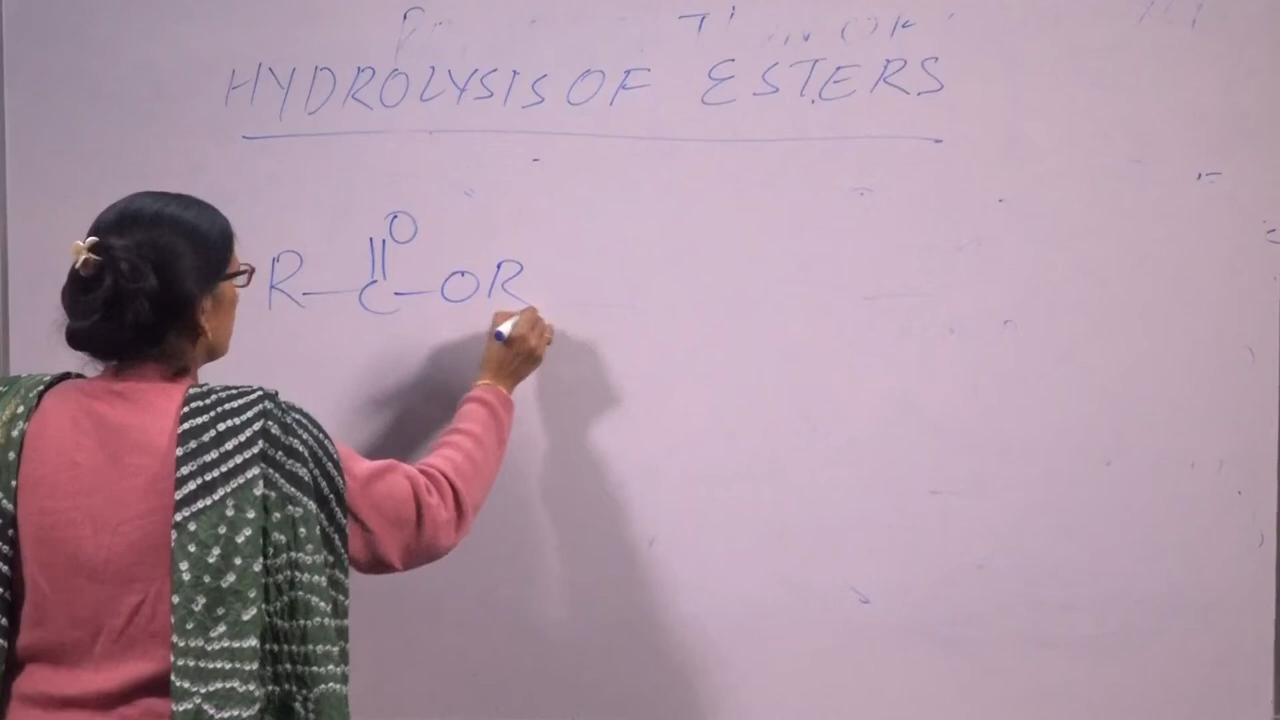 HYDROLYSIS OF ESTERS
O
||
R—C—OR